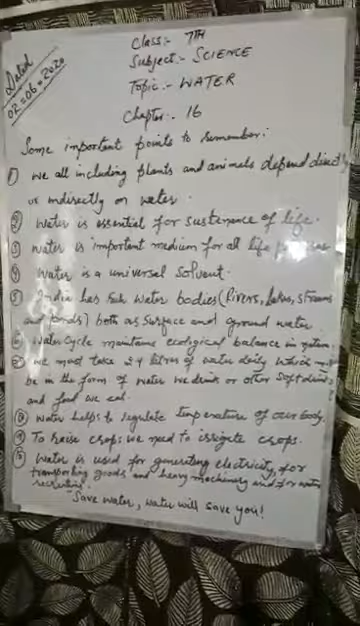 Dated
02-06-2020
Class:- 7TH
Subject:- SCIENCE
Topic:- WATER
Chapter:- 16
Some important points to remember:
① We all including plants and animals depend directly
or indirectly on water.
② Water is essential for sustenance of life.
③ Water is important medium for all life processes
④ Water is a universal solvent.
⑤ India has rich water bodies (Rivers, lakes, streams
and ponds) both as surface and ground water.
⑥ Water cycle maintains ecological balance in nature.
⑦ We must take litres of water daily which may
be in the form of water we drink or other soft drinks
and food we eat.
⑧ Water helps to regulate temperature of our body.
⑨ To raise crops we need to irrigate crops.
⑩ Water is used for generating electricity, for
transporting goods and heavy machinery and for water
"Save water, water will save you!